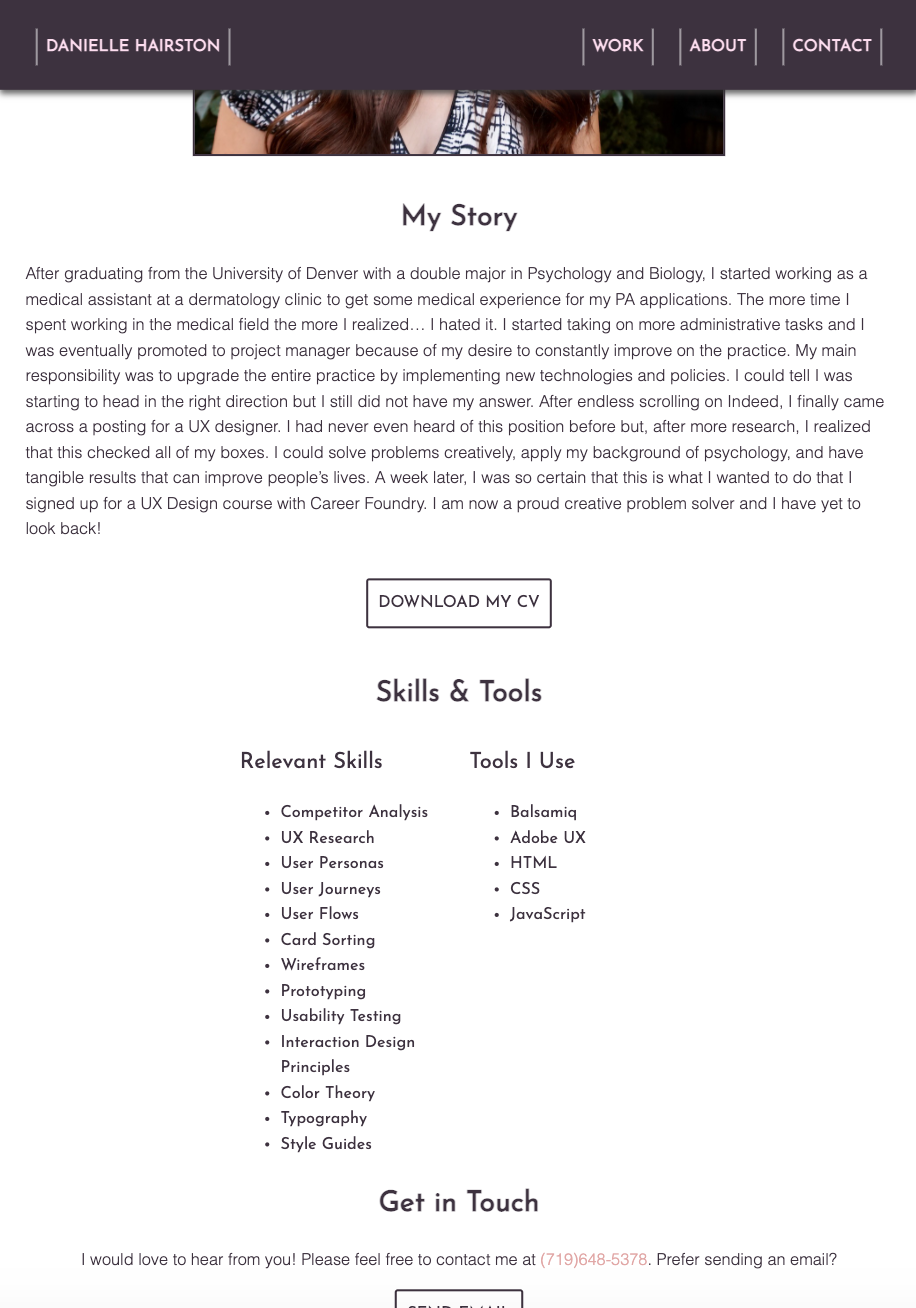 DANIELLE HAIRSTON
WORK
ABOUT
CONTACT
My Story
After graduating from the University of Denver with a double major in Psychology and Biology, I started working as a
medical assistant at a dermatology clinic to get some medical experience for my PA applications. The more time I
spent working in the medical field the more I realized… I hated it. I started taking on more administrative tasks and I
was eventually promoted to project manager because of my desire to constantly improve on the practice. My main
responsibility was to upgrade the entire practice by implementing new technologies and policies. I could tell I was
starting to head in the right direction but I still did not have my answer. After endless scrolling on Indeed, I finally came
across a posting for a UX designer. I had never even heard of this position before but, after more research, I realized
that this checked all of my boxes. I could solve problems creatively, apply my background of psychology, and have
tangible results that can improve people’s lives. A week later, I was so certain that this is what I wanted to do that I
signed up for a UX Design course with Career Foundry. I am now a proud creative problem solver and I have yet to
look back!
DOWNLOAD MY CV
Skills & Tools
Relevant Skills
• Competitor Analysis
• UX Research
• User Personas
• User Journeys
• User Flows
• Card Sorting
• Wireframes
• Prototyping
• Usability Testing
• Interaction Design
Principles
• Color Theory
• Typography
• Style Guides
Tools I Use
• Balsamiq
• Adobe UX
• HTML
• CSS
• JavaScript
Get in Touch
I would love to hear from you! Please feel free to contact me at (719)648-5378. Prefer sending an email?
SEND EMAIL